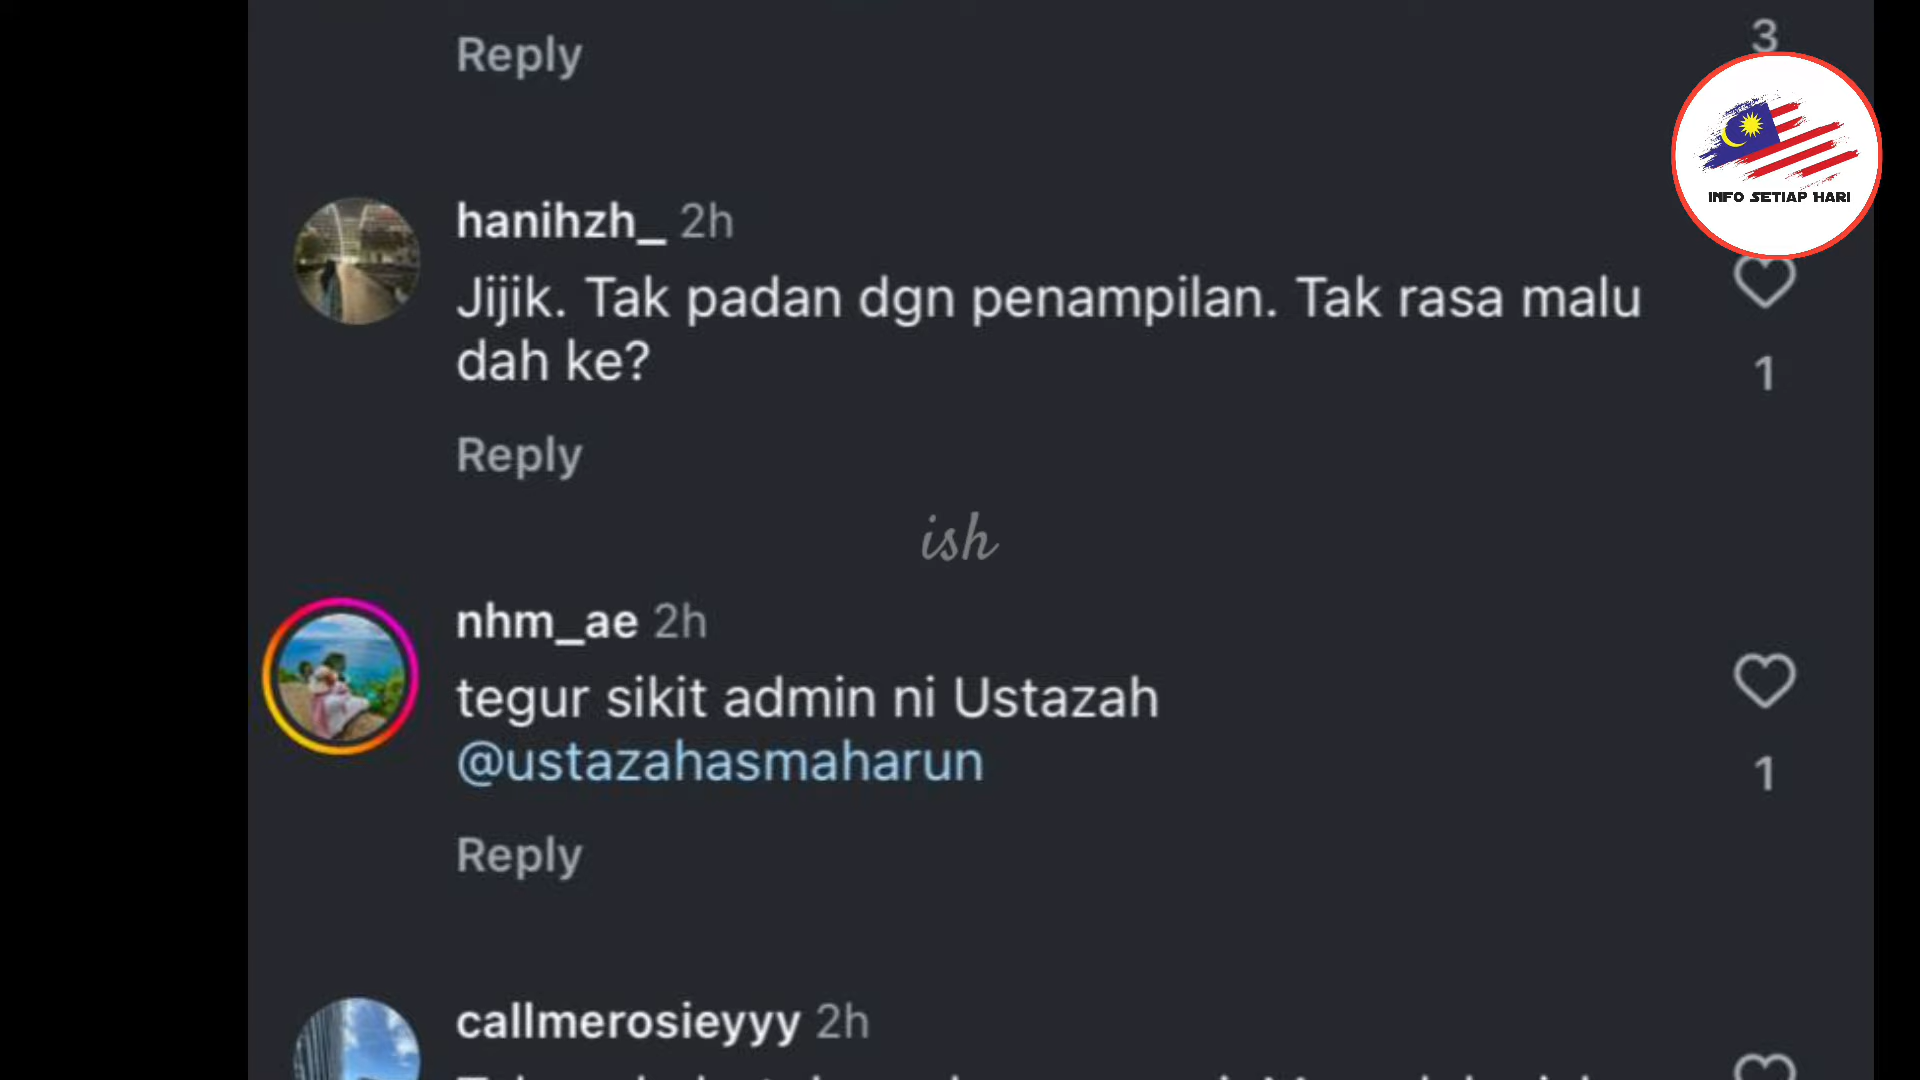 Reply
3
INFO SETIAP HARI
hanihzh_ 2h
Jijik. Tak padan dgn penampilan. Tak rasa malu
dah ke?
1
Reply
ish
nhm_ae 2h
tegur sikit admin ni Ustazah
@ustazahasmaharun
1
Reply
callmerosieyyy 2h